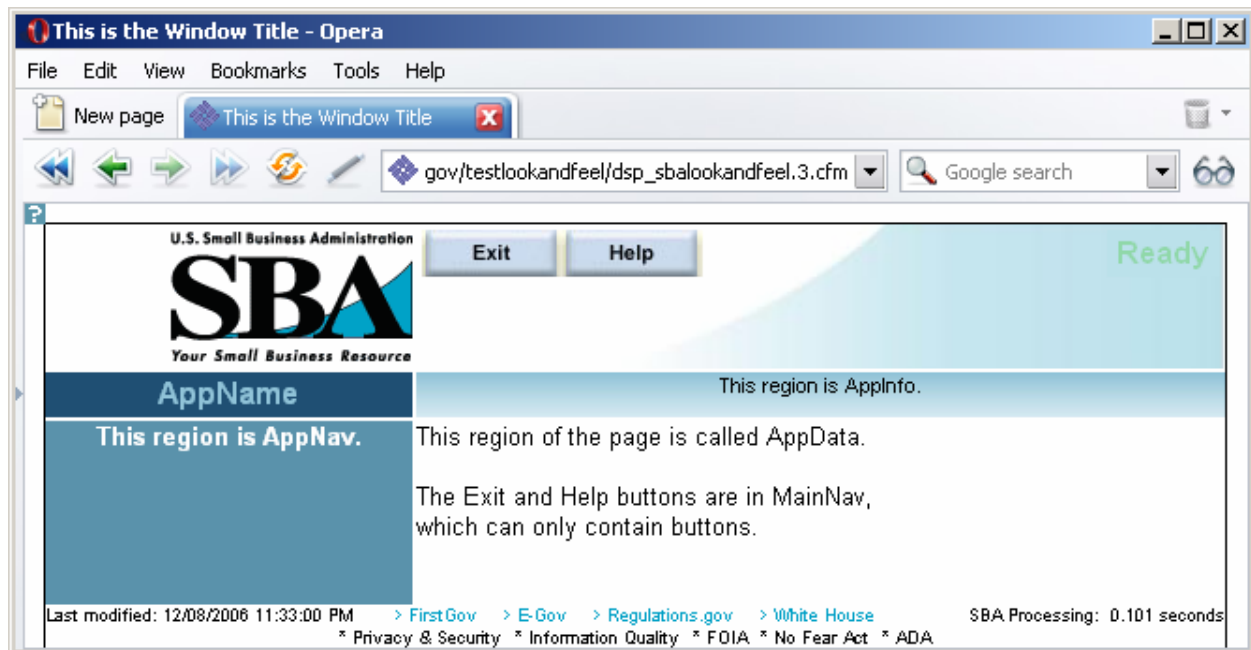 This is the Window Title - Opera
File Edit View Bookmarks Tools Help
New page This is the Window Title
gov/testlookandfeel/dsp_sbalookandfeel.3.cfm Google search
?
U.S. Small Business Administration
SBA
Your Small Business Resource
Exit Help
Ready
AppName
This region is AppInfo.
This region is AppNav.
This region of the page is called AppData.
The Exit and Help buttons are in MainNav,
which can only contain buttons.
Last modified: 12/08/2006 11:33:00 PM > FirstGov > E-Gov > Regulations.gov > White House SBA Processing: 0.101 seconds
* Privacy & Security * Information Quality * FOIA * No Fear Act * ADA